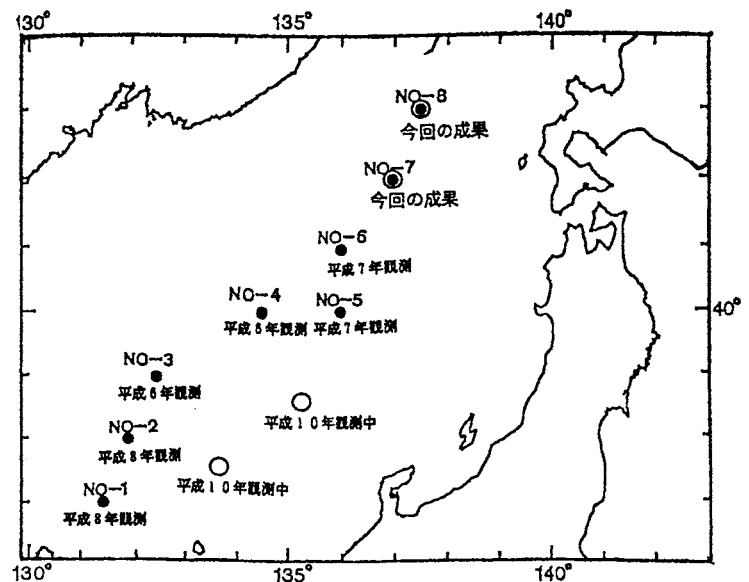 130° 135° 140°
NO-8
今回の成果
NO-7
今回の成果
NO-6
平成7年観測
NO-4 NO-5
平成6年観測 平成7年観測
40°
NO-3
平成6年観測
平成10年観測中
NO-2
平成8年観測
平成10年観測中
NO-1
平成8年観測
130° 135° 140°